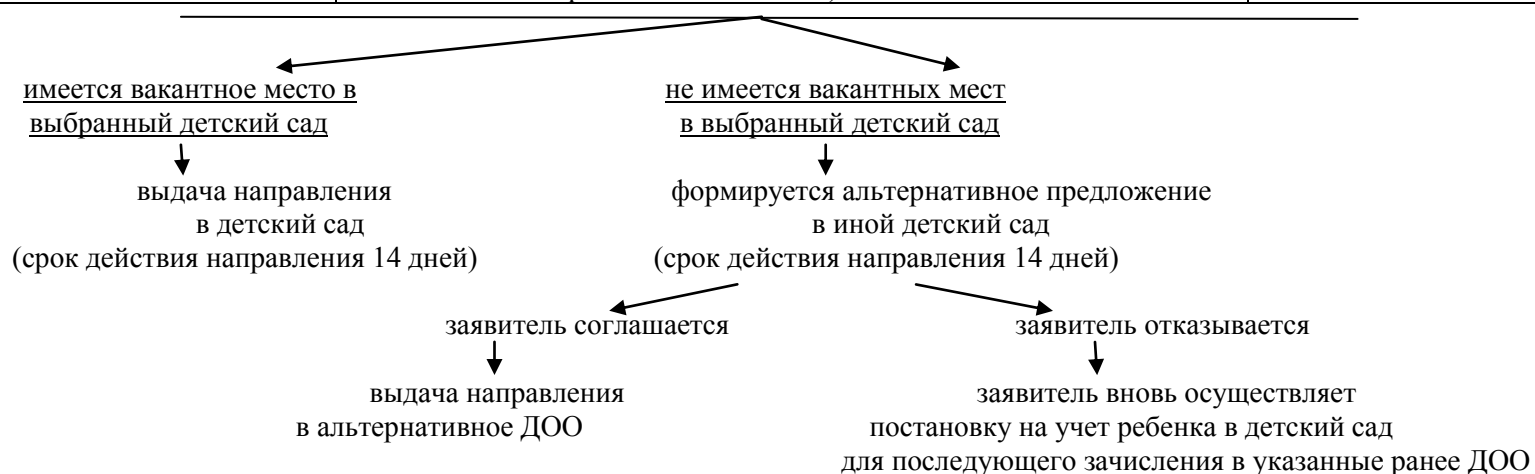 имеется вакантное место в
выбранный детский сад
не имеется вакантных мест
в выбранный детский сад
выдача направления
в детский сад
(срок действия направления 14 дней)
формируется альтернативное предложение
в иной детский сад
(срок действия направления 14 дней)
заявитель соглашается
заявитель отказывается
выдача направления
в альтернативное ДОО
заявитель вновь осуществляет
постановку на учет ребенка в детский сад
для последующего зачисления в указанные ранее ДОО